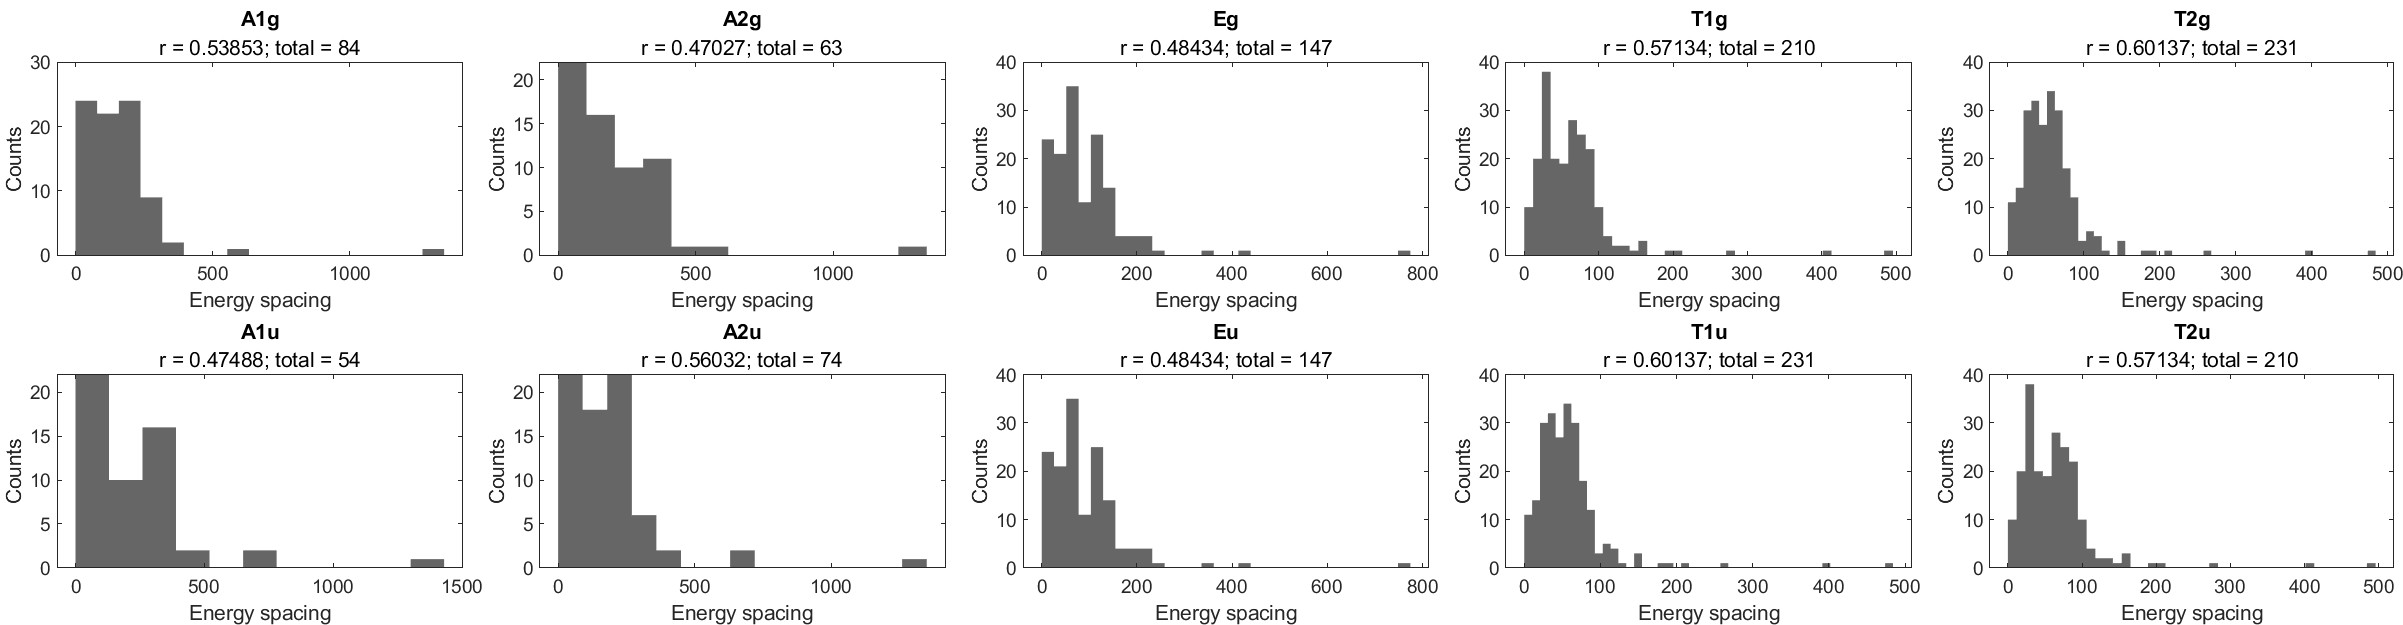 A1g
r = 0.53853; total = 84
30
20
10
0
Counts
0 500 1000
Energy spacing
A2g
r = 0.47027; total = 63
20
15
10
5
0
Counts
0 500 1000
Energy spacing
Eg
r = 0.48434; total = 147
40
30
20
10
0
Counts
0 200 400 600 800
Energy spacing
T1g
r = 0.57134; total = 210
40
30
20
10
0
Counts
0 100 200 300 400 500
Energy spacing
T2g
r = 0.60137; total = 231
40
30
20
10
0
Counts
0 100 200 300 400 500
Energy spacing
A1u
r = 0.47488; total = 54
20
15
10
5
0
Counts
0 500 1000 1500
Energy spacing
A2u
r = 0.56032; total = 74
20
15
10
5
0
Counts
0 500 1000
Energy spacing
Eu
r = 0.48434; total = 147
40
30
20
10
0
Counts
0 200 400 600 800
Energy spacing
T1u
r = 0.60137; total = 231
40
30
20
10
0
Counts
0 100 200 300 400 500
Energy spacing
T2u
r = 0.57134; total = 210
40
30
20
10
0
Counts
0 100 200 300 400 500
Energy spacing